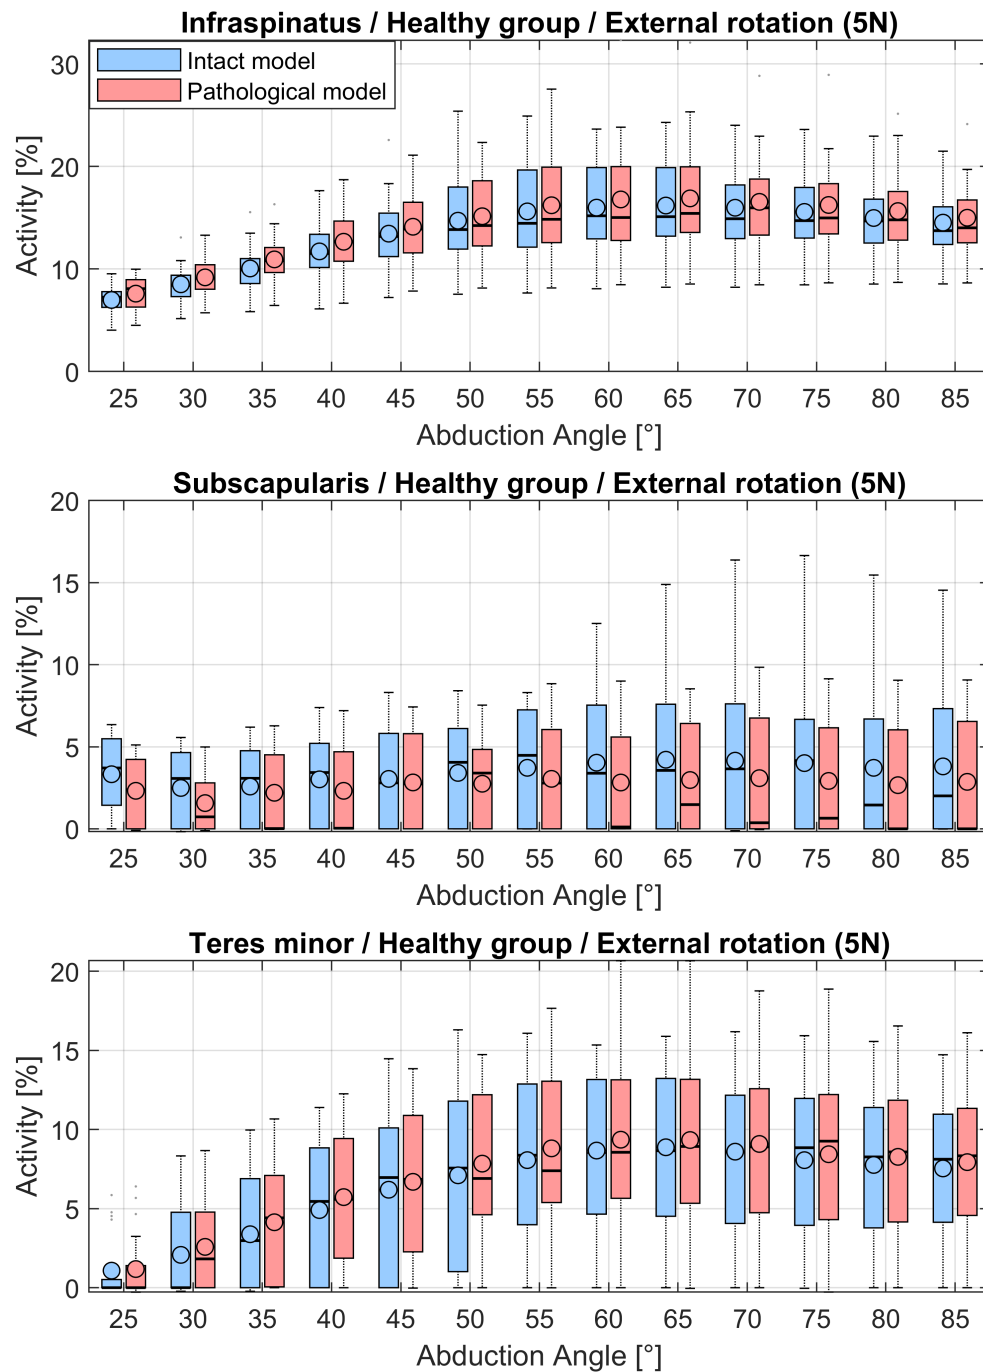 Infraspinatus / Healthy group / External rotation (5N)
Intact model
Pathological model
Activity [%]
30
20
10
0
25 30 35 40 45 50 55 60 65 70 75 80 85
Abduction Angle [°]
Subscapularis / Healthy group / External rotation (5N)
Activity [%]
20
15
10
5
0
25 30 35 40 45 50 55 60 65 70 75 80 85
Abduction Angle [°]
Teres minor / Healthy group / External rotation (5N)
Activity [%]
20
15
10
5
0
25 30 35 40 45 50 55 60 65 70 75 80 85
Abduction Angle [°]